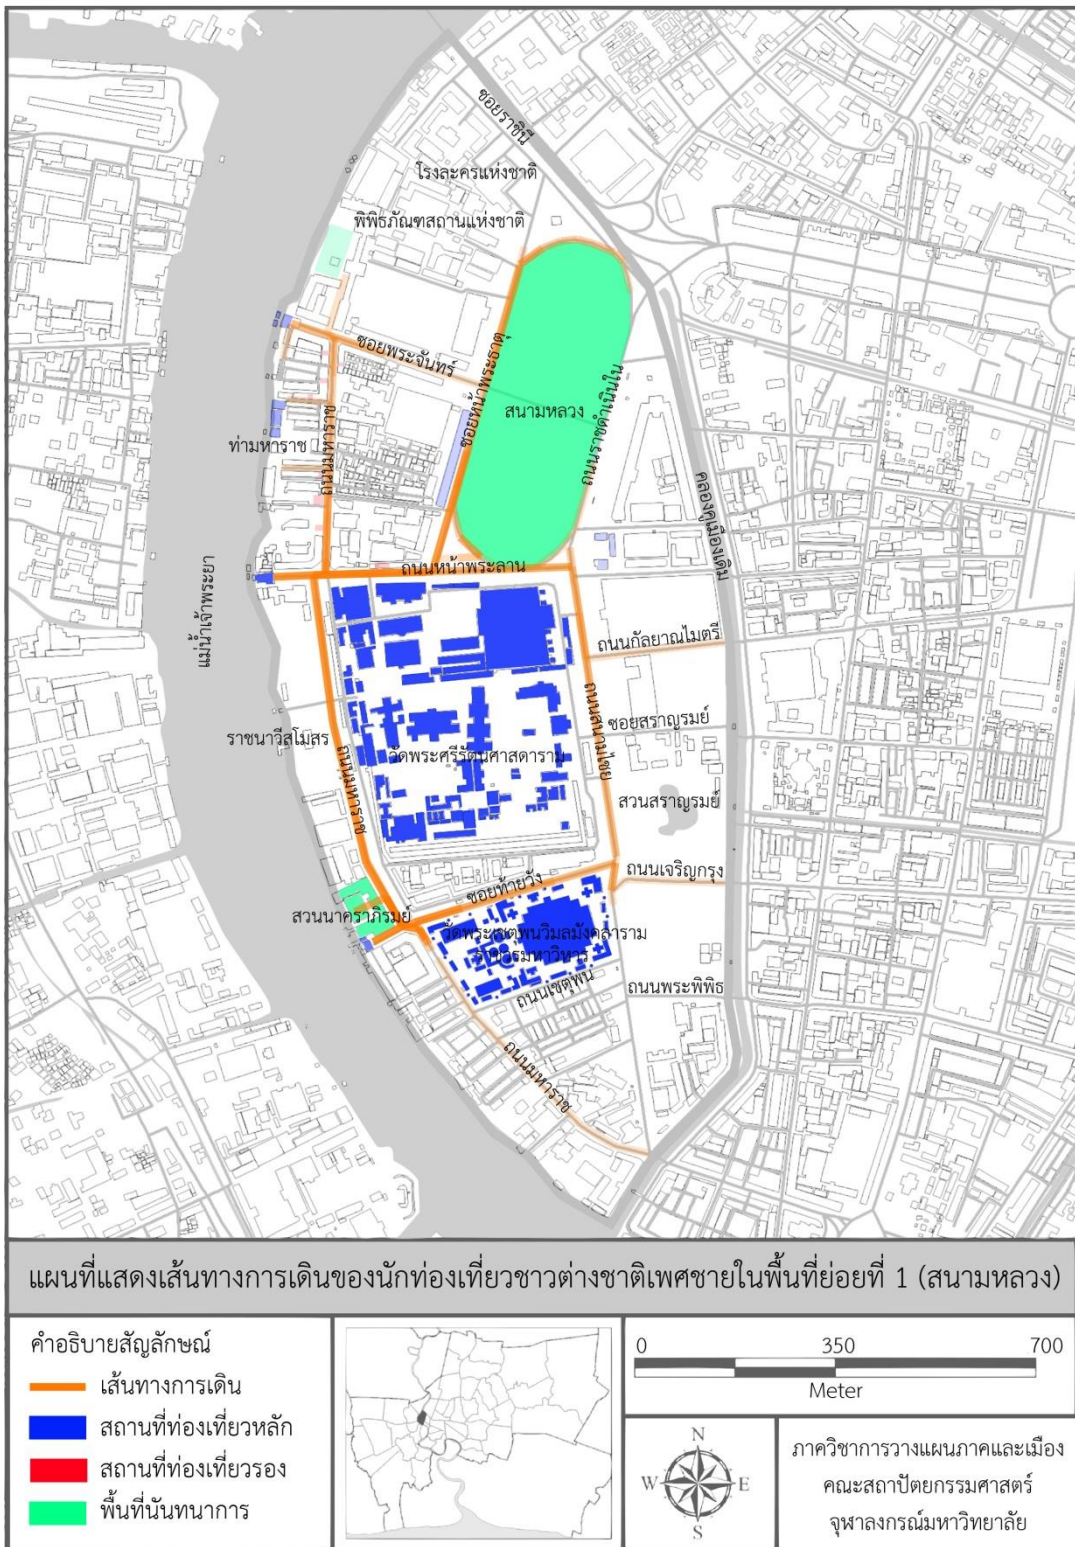 ซอยราชินี
โรงละครแห่งชาติ
พิพิธภัณฑสถานแห่งชาติ
ซอยพระจันทร์
ซอยหน้าพระธาตุ
สนามหลวง
ถนนราชดำเนินใน
ท่ามหาราช
ถนนมหาราช
คลองคูเมืองเดิม
ถนนหน้าพระลาน
แม่น้ำเจ้าพระยา
ถนนกัลยาณไมตรี
ถนนสนามไชย
ซอยสราญรมย์
ราชนาวีสโมสร
ถนนมหาราช
วัดพระศรีรัตนศาสดาราม
สวนสราญรมย์
ถนนเจริญกรุง
ซอยท้ายวัง
สวนนาคราภิรมย์
วัดพระเชตุพนวิมลมังคลาราม
ราชวรมหาวิหาร
ถนนเชตุพน
ถนนพระพิพิธ
ถนนมหาราช
แผนที่แสดงเส้นทางการเดินของนักท่องเที่ยวชาวต่างชาติเพศชายในพื้นที่ย่อยที่ 1 (สนามหลวง)
คำอธิบายสัญลักษณ์
เส้นทางการเดิน
สถานที่ท่องเที่ยวหลัก
สถานที่ท่องเที่ยวรอง
พื้นที่นันทนาการ
0 350 700
Meter
N
W E
S
ภาควิชาการวางแผนภาคและเมือง
คณะสถาปัตยกรรมศาสตร์
จุฬาลงกรณ์มหาวิทยาลัย